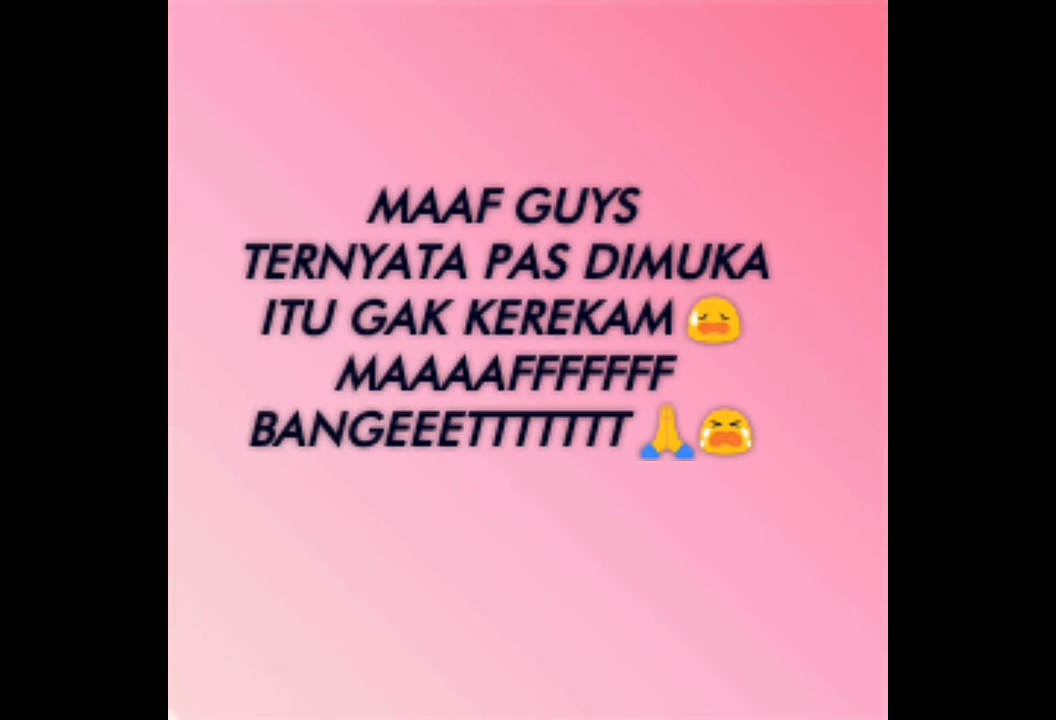 MAAF GUYS
TERNYATA PAS DIMUKA
ITU GAK KEREKAM 😩
MAAAAFFFFFFF
BANGEEETTTTTTTT 🙏😭